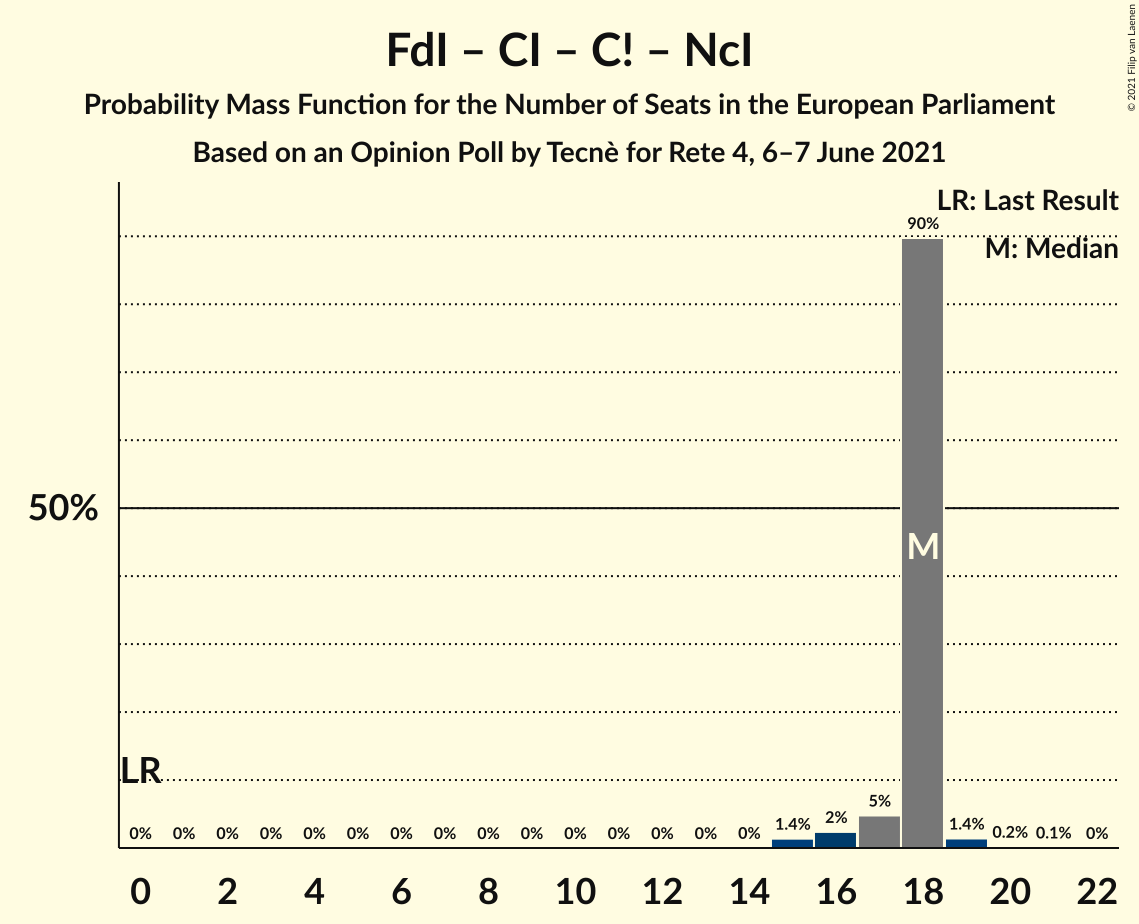 FdI – CI – C! – NcI
Probability Mass Function for the Number of Seats in the European Parliament
Based on an Opinion Poll by Tecnè for Rete 4, 6–7 June 2021
© 2021 Filip van Laenen
LR: Last Result
M: Median
90%
50%
M
LR
0% 0% 0% 0% 0% 0% 0% 0% 0% 0% 0% 0% 0% 0% 0% 1.4% 2% 5% 1.4% 0.2% 0.1% 0%
0 2 4 6 8 10 12 14 16 18 20 22